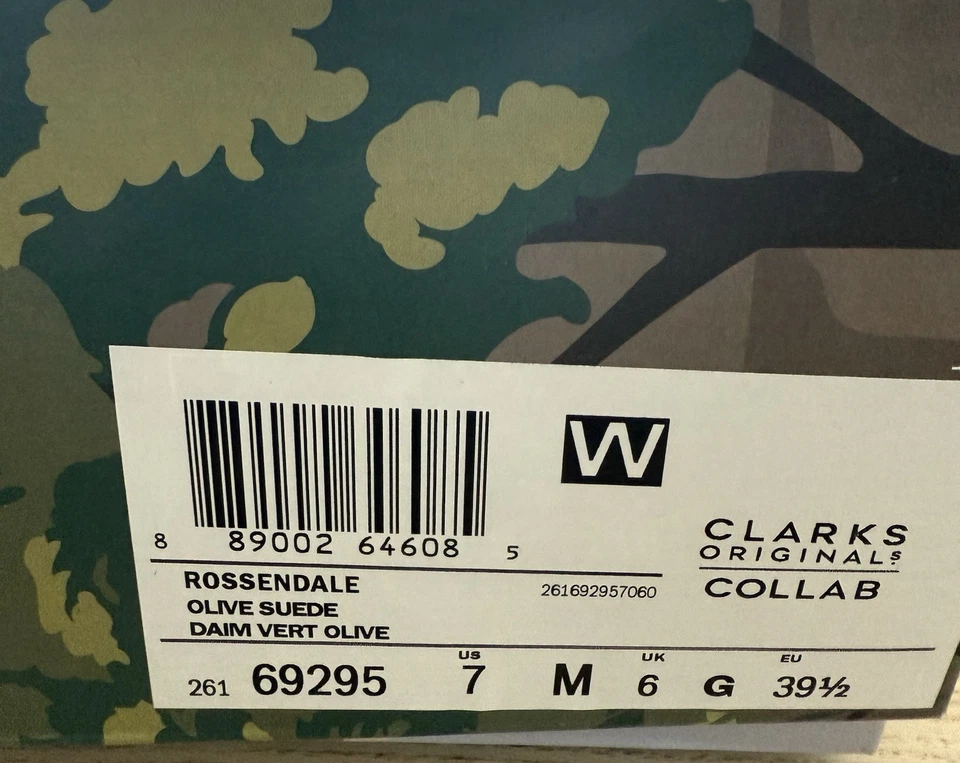 W
8 89002 64608 5
CLARKS
ORIGINALS
COLLAB
ROSSENDALE
261692957060
OLIVE SUEDE
DAIM VERT OLIVE
US UK EU
261 69295 7 M 6 G 39½